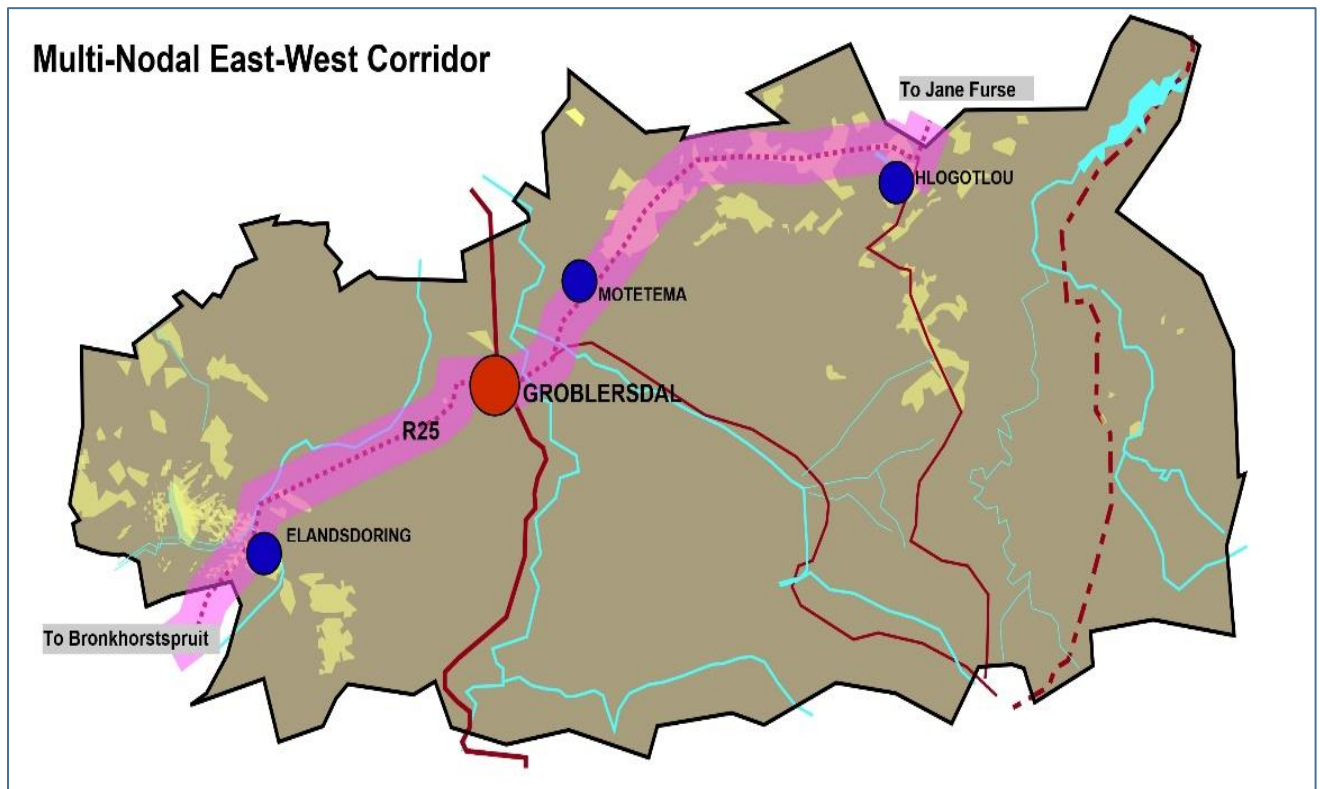 Multi-Nodal East-West Corridor
To Jane Furse
HLOGOTLOU
MOTETEMA
GROBLERSDAL
R25
ELANDSDORING
To Bronkhorstspruit